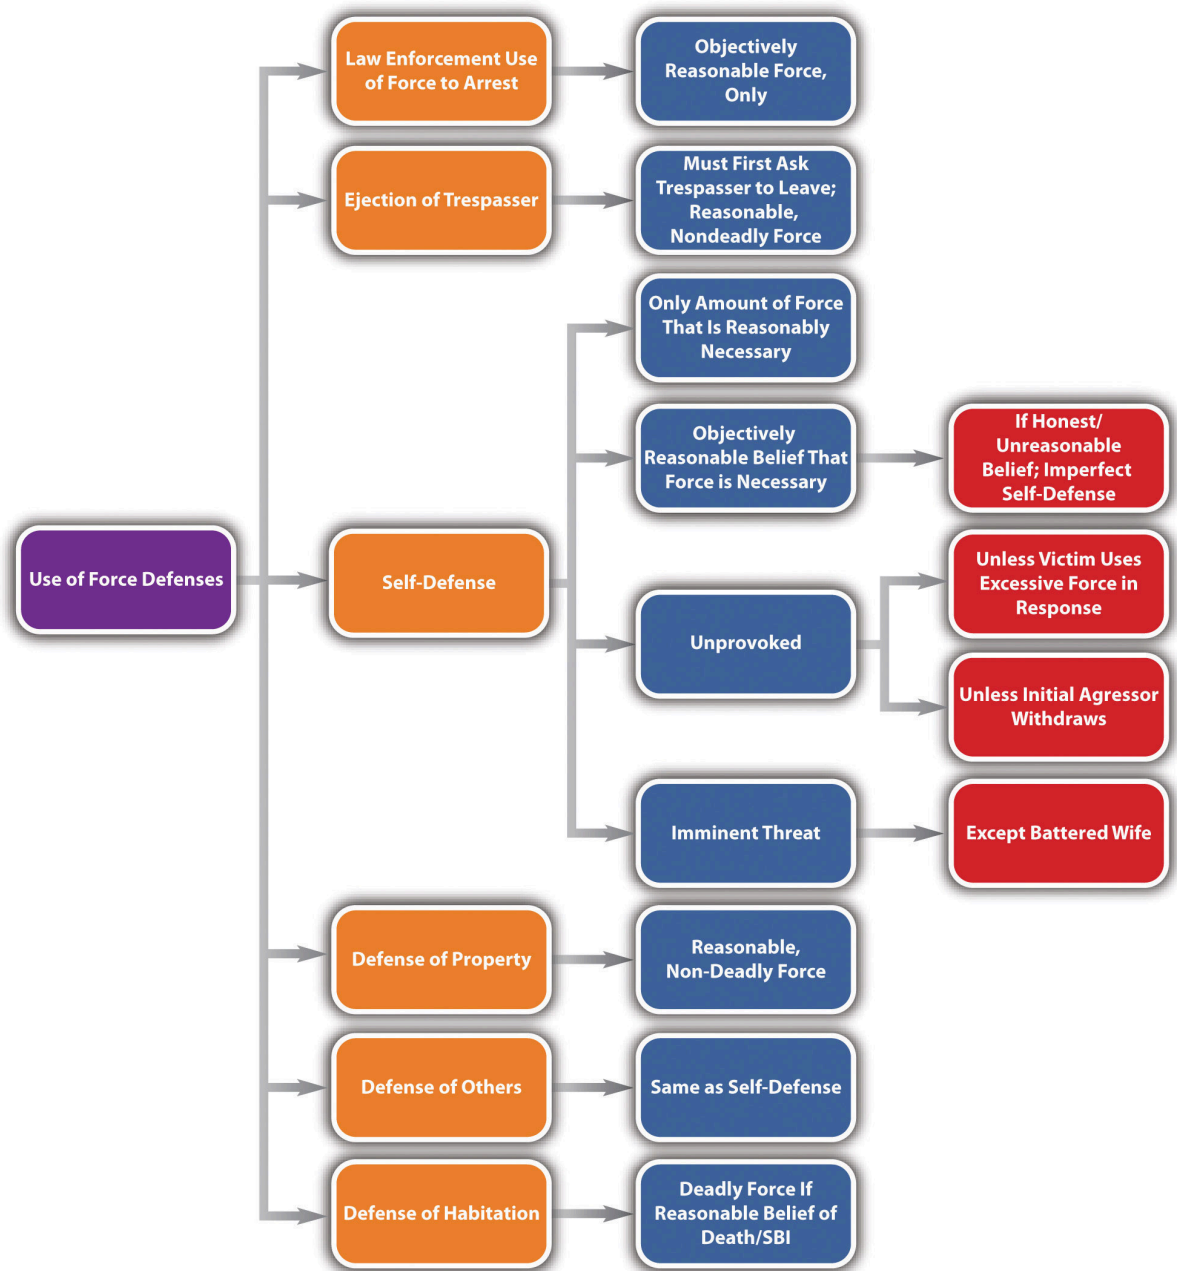 Law Enforcement Use
of Force to Arrest
Objectively
Reasonable Force,
Only
Ejection of Trespasser
Must First Ask
Trespasser to Leave;
Reasonable,
Nondeadly Force
Only Amount of Force
That Is Reasonably
Necessary
Objectively
Reasonable Belief That
Force is Necessary
If Honest/
Unreasonable
Belief; Imperfect
Self-Defense
Use of Force Defenses
Self-Defense
Unprovoked
Unless Victim Uses
Excessive Force in
Response
Unless Initial Agressor
Withdraws
Imminent Threat
Except Battered Wife
Defense of Property
Reasonable,
Non-Deadly Force
Defense of Others
Same as Self-Defense
Defense of Habitation
Deadly Force If
Reasonable Belief of
Death/SBI